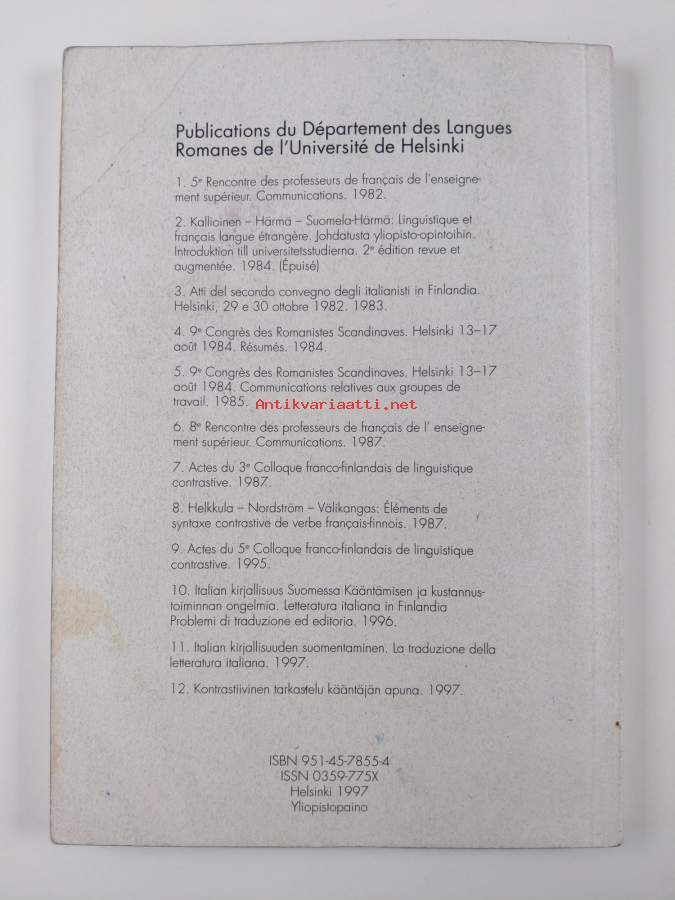 Publications du Département des Langues
Romanes de l'Université de Helsinki
1. 5e Rencontre des professeurs de français de l'enseigne-
ment supérieur. Communications. 1982.
2. Kallioinen – Härmä – Suomela-Härmä: Linguistique et
français langue étrangère. Johdatusta yliopisto-opintoihin.
Introduktion till universitetsstudierna. 2e édition revue et
augmentée. 1984. (Épuisé)
3. Atti del secondo convegno degli italianisti in Finlandia.
Helsinki, 29 e 30 ottobre 1982. 1983.
4. 9e Congrès des Romanistes Scandinaves. Helsinki 13–17
août 1984. Résumés. 1984.
5. 9e Congrès des Romanistes Scandinaves. Helsinki 13–17
août 1984. Communications relatives aux groupes de
travail. 1985.
Antikvariaatti.net
6. 8e Rencontre des professeurs de français de l' enseigne-
ment supérieur. Communications. 1987.
7. Actes du 3e Colloque franco-finlandais de linguistique
contrastive. 1987.
8. Helkkula – Nordström – Välikangas: Éléments de
syntaxe contrastive de verbe français-finnois. 1987.
9. Actes du 5e Colloque franco-finlandais de linguistique
contrastive. 1995.
10. Italian kirjallisuus Suomessa Kääntämisen ja kustannus-
toiminnan ongelmia. Letteratura italiana in Finlandia
Problemi di traduzione ed editoria. 1996.
11. Italian kirjallisuuden suomentaminen. La traduzione della
letteratura italiana. 1997.
12. Kontrastiivinen tarkastelu kääntäjän apuna. 1997.
ISBN 951-45-7855-4
ISSN 0359-775X
Helsinki 1997
Yliopistopaino